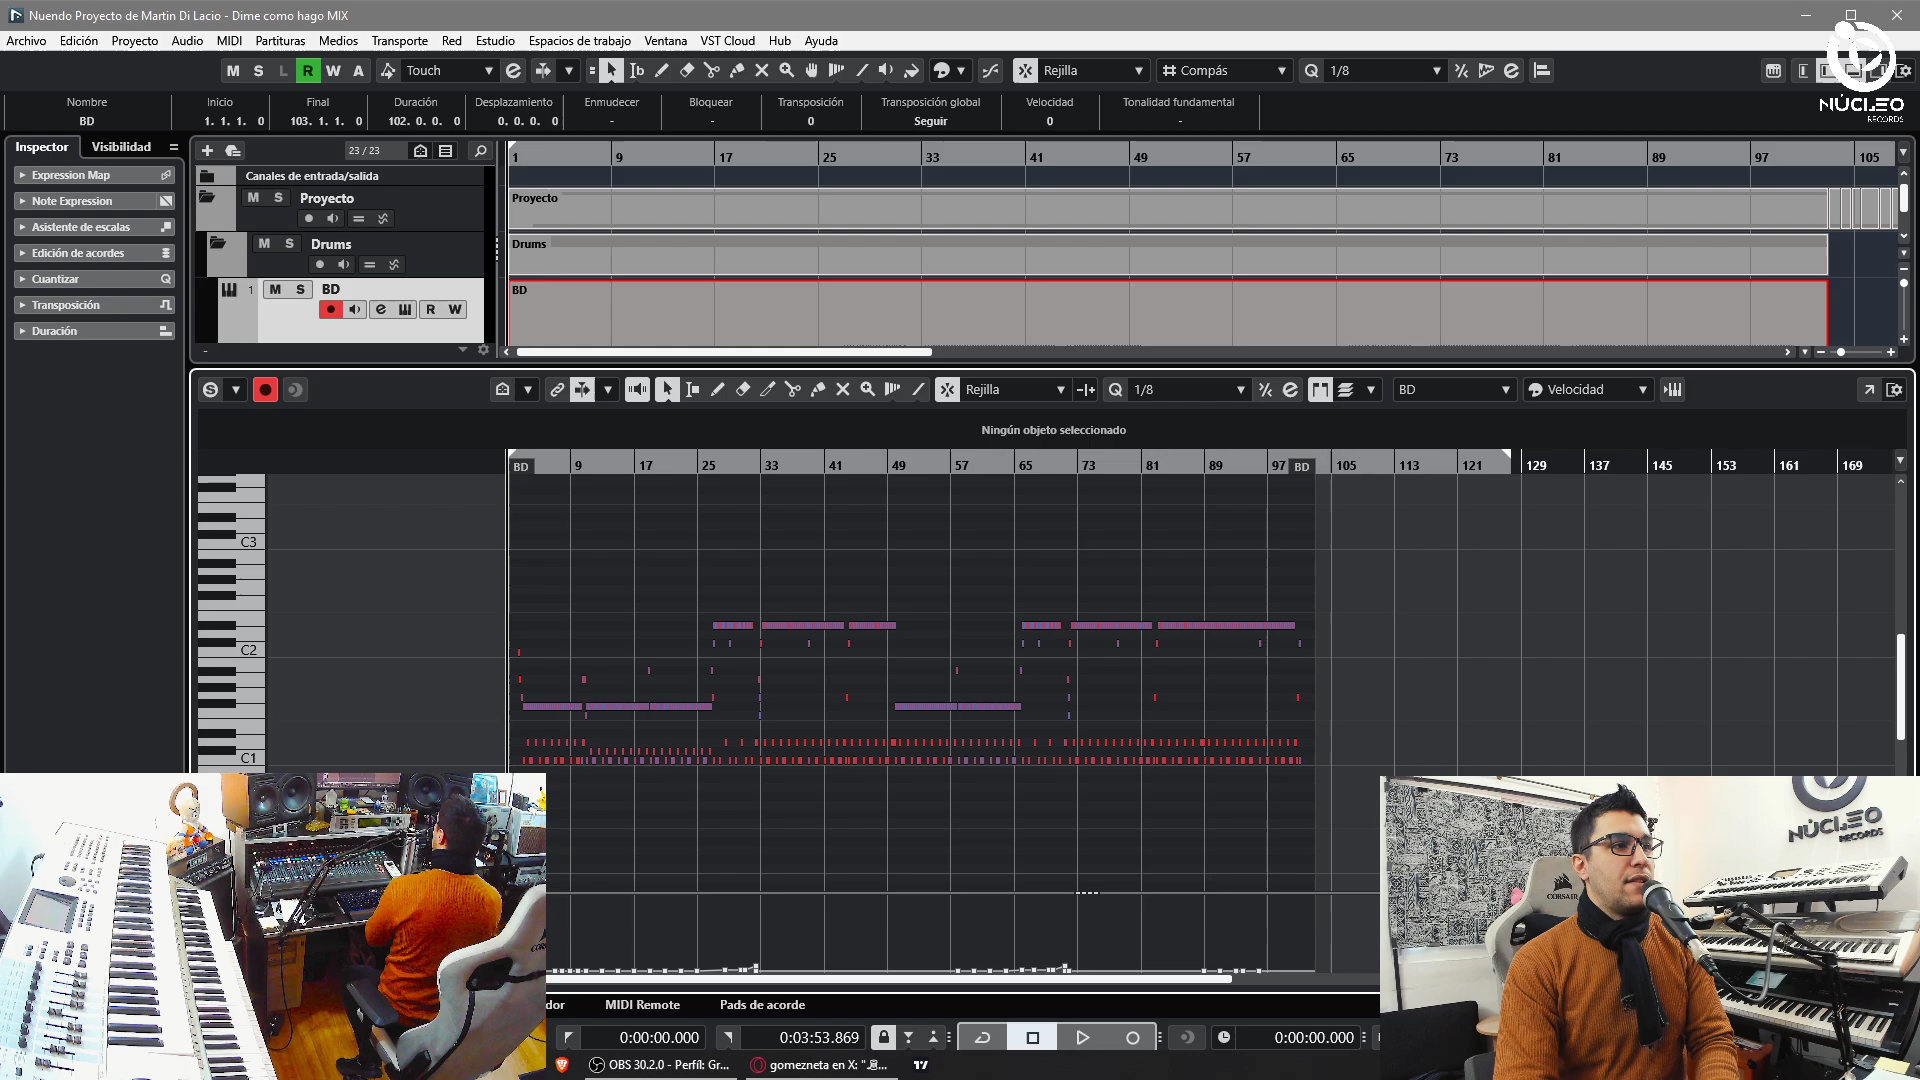 Nuendo Proyecto de Martin Di Lacio - Dime como hago MIX
Archivo Edición Proyecto Audio MIDI Partituras Medios Transporte Red Estudio Espacios de trabajo Ventana VST Cloud Hub Ayuda
M S L R W A Touch Rejilla Compás Q 1/8
NÚCLEO
RECORDS
Nombre Inicio Final Duración Desplazamiento Enmudecer Bloquear Transposición Transposición global Velocidad Tonalidad fundamental
BD 1. 1. 1. 0 103. 1. 1. 0 102. 0. 0. 0 0. 0. 0. 0 - - 0 Seguir 0 -
Inspector Visibilidad
23 / 23
1 9 17 25 33 41 49 57 65 73 81 89 97 105
Expression Map
Note Expression
Asistente de escalas
Edición de acordes
Cuantizar Q
Transposición
Duración
Canales de entrada/salida
M S Proyecto
Proyecto
M S Drums
Drums
1 M S BD
R W
BD
Rejilla Q 1/8 BD Velocidad
Ningún objeto seleccionado
BD 9 17 25 33 41 49 57 65 73 81 89 97 BD 105 113 121 129 137 145 153 161 169
C3
C2
C1
NÚCLEO
RECORDS
CORSAIR
dor MIDI Remote Pads de acorde
0:00:00.000 0:03:53.869 0:00:00.000
OBS 30.2.0 - Perfil: Gr... gomezneta en X: "...